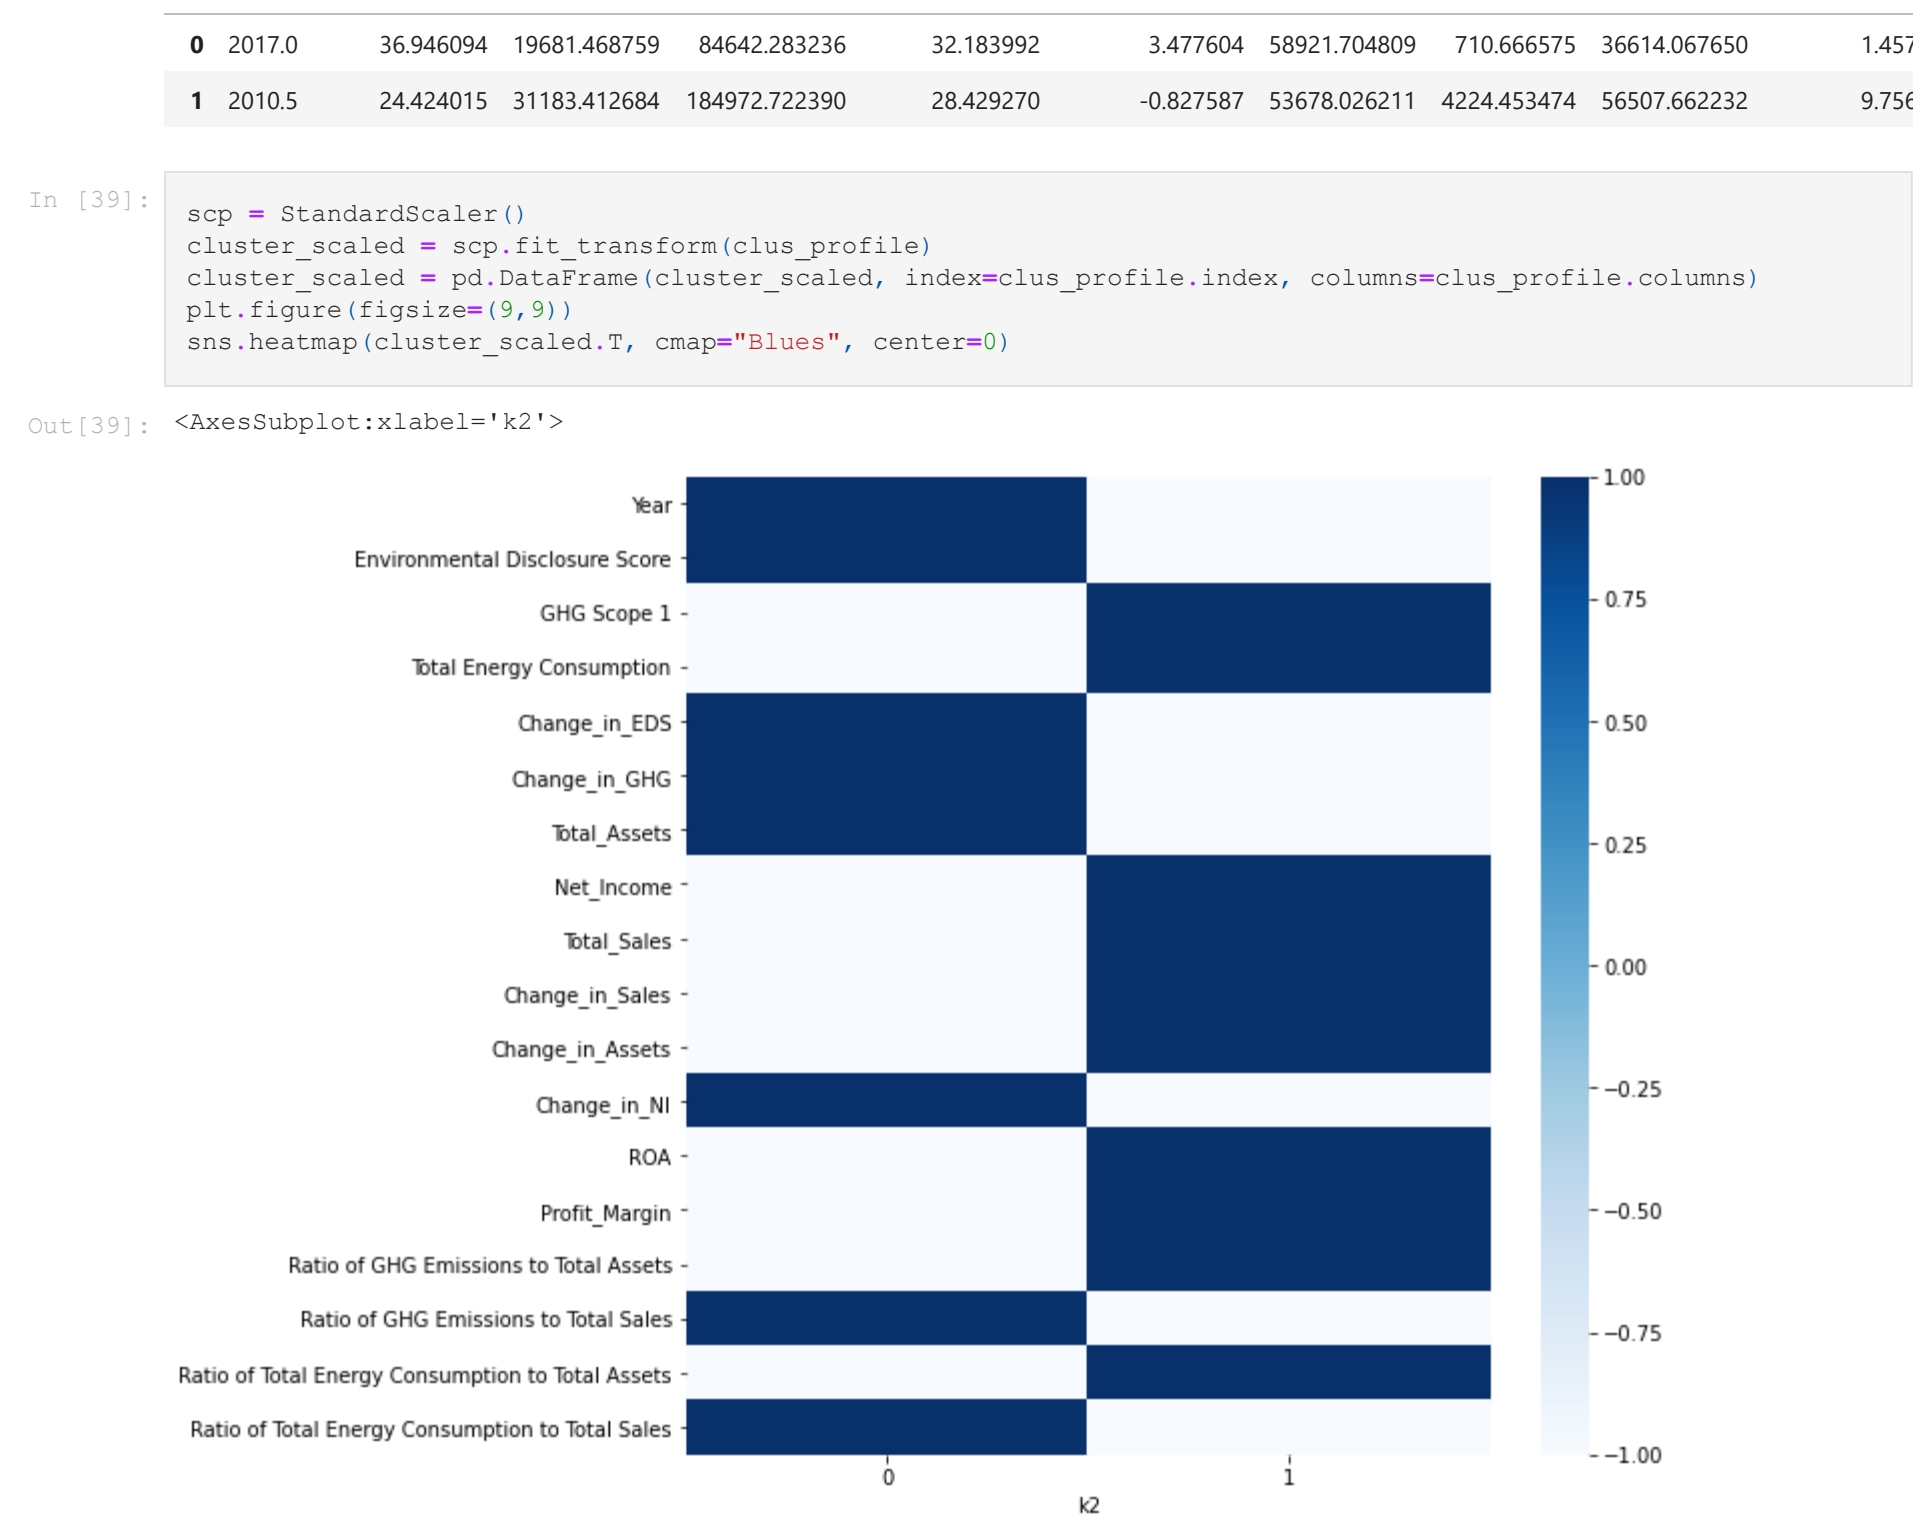 0 2017.0 36.946094 19681.468759 84642.283236 32.183992 3.477604 58921.704809 710.666575 36614.067650 1.457
1 2010.5 24.424015 31183.412684 184972.722390 28.429270 -0.827587 53678.026211 4224.453474 56507.662232 9.756
In [39]:
scp = StandardScaler()
cluster_scaled = scp.fit_transform(clus_profile)
cluster_scaled = pd.DataFrame(cluster_scaled, index=clus_profile.index, columns=clus_profile.columns)
plt.figure(figsize=(9,9))
sns.heatmap(cluster_scaled.T, cmap="Blues", center=0)
Out[39]: <AxesSubplot:xlabel='k2'>
Year
Environmental Disclosure Score
GHG Scope 1
Total Energy Consumption
Change_in_EDS
Change_in_GHG
Total_Assets
Net_Income
Total_Sales
Change_in_Sales
Change_in_Assets
Change_in_NI
ROA
Profit_Margin
Ratio of GHG Emissions to Total Assets
Ratio of GHG Emissions to Total Sales
Ratio of Total Energy Consumption to Total Assets
Ratio of Total Energy Consumption to Total Sales
0 1
k2
1.00
0.75
0.50
0.25
0.00
−0.25
−0.50
−0.75
−1.00